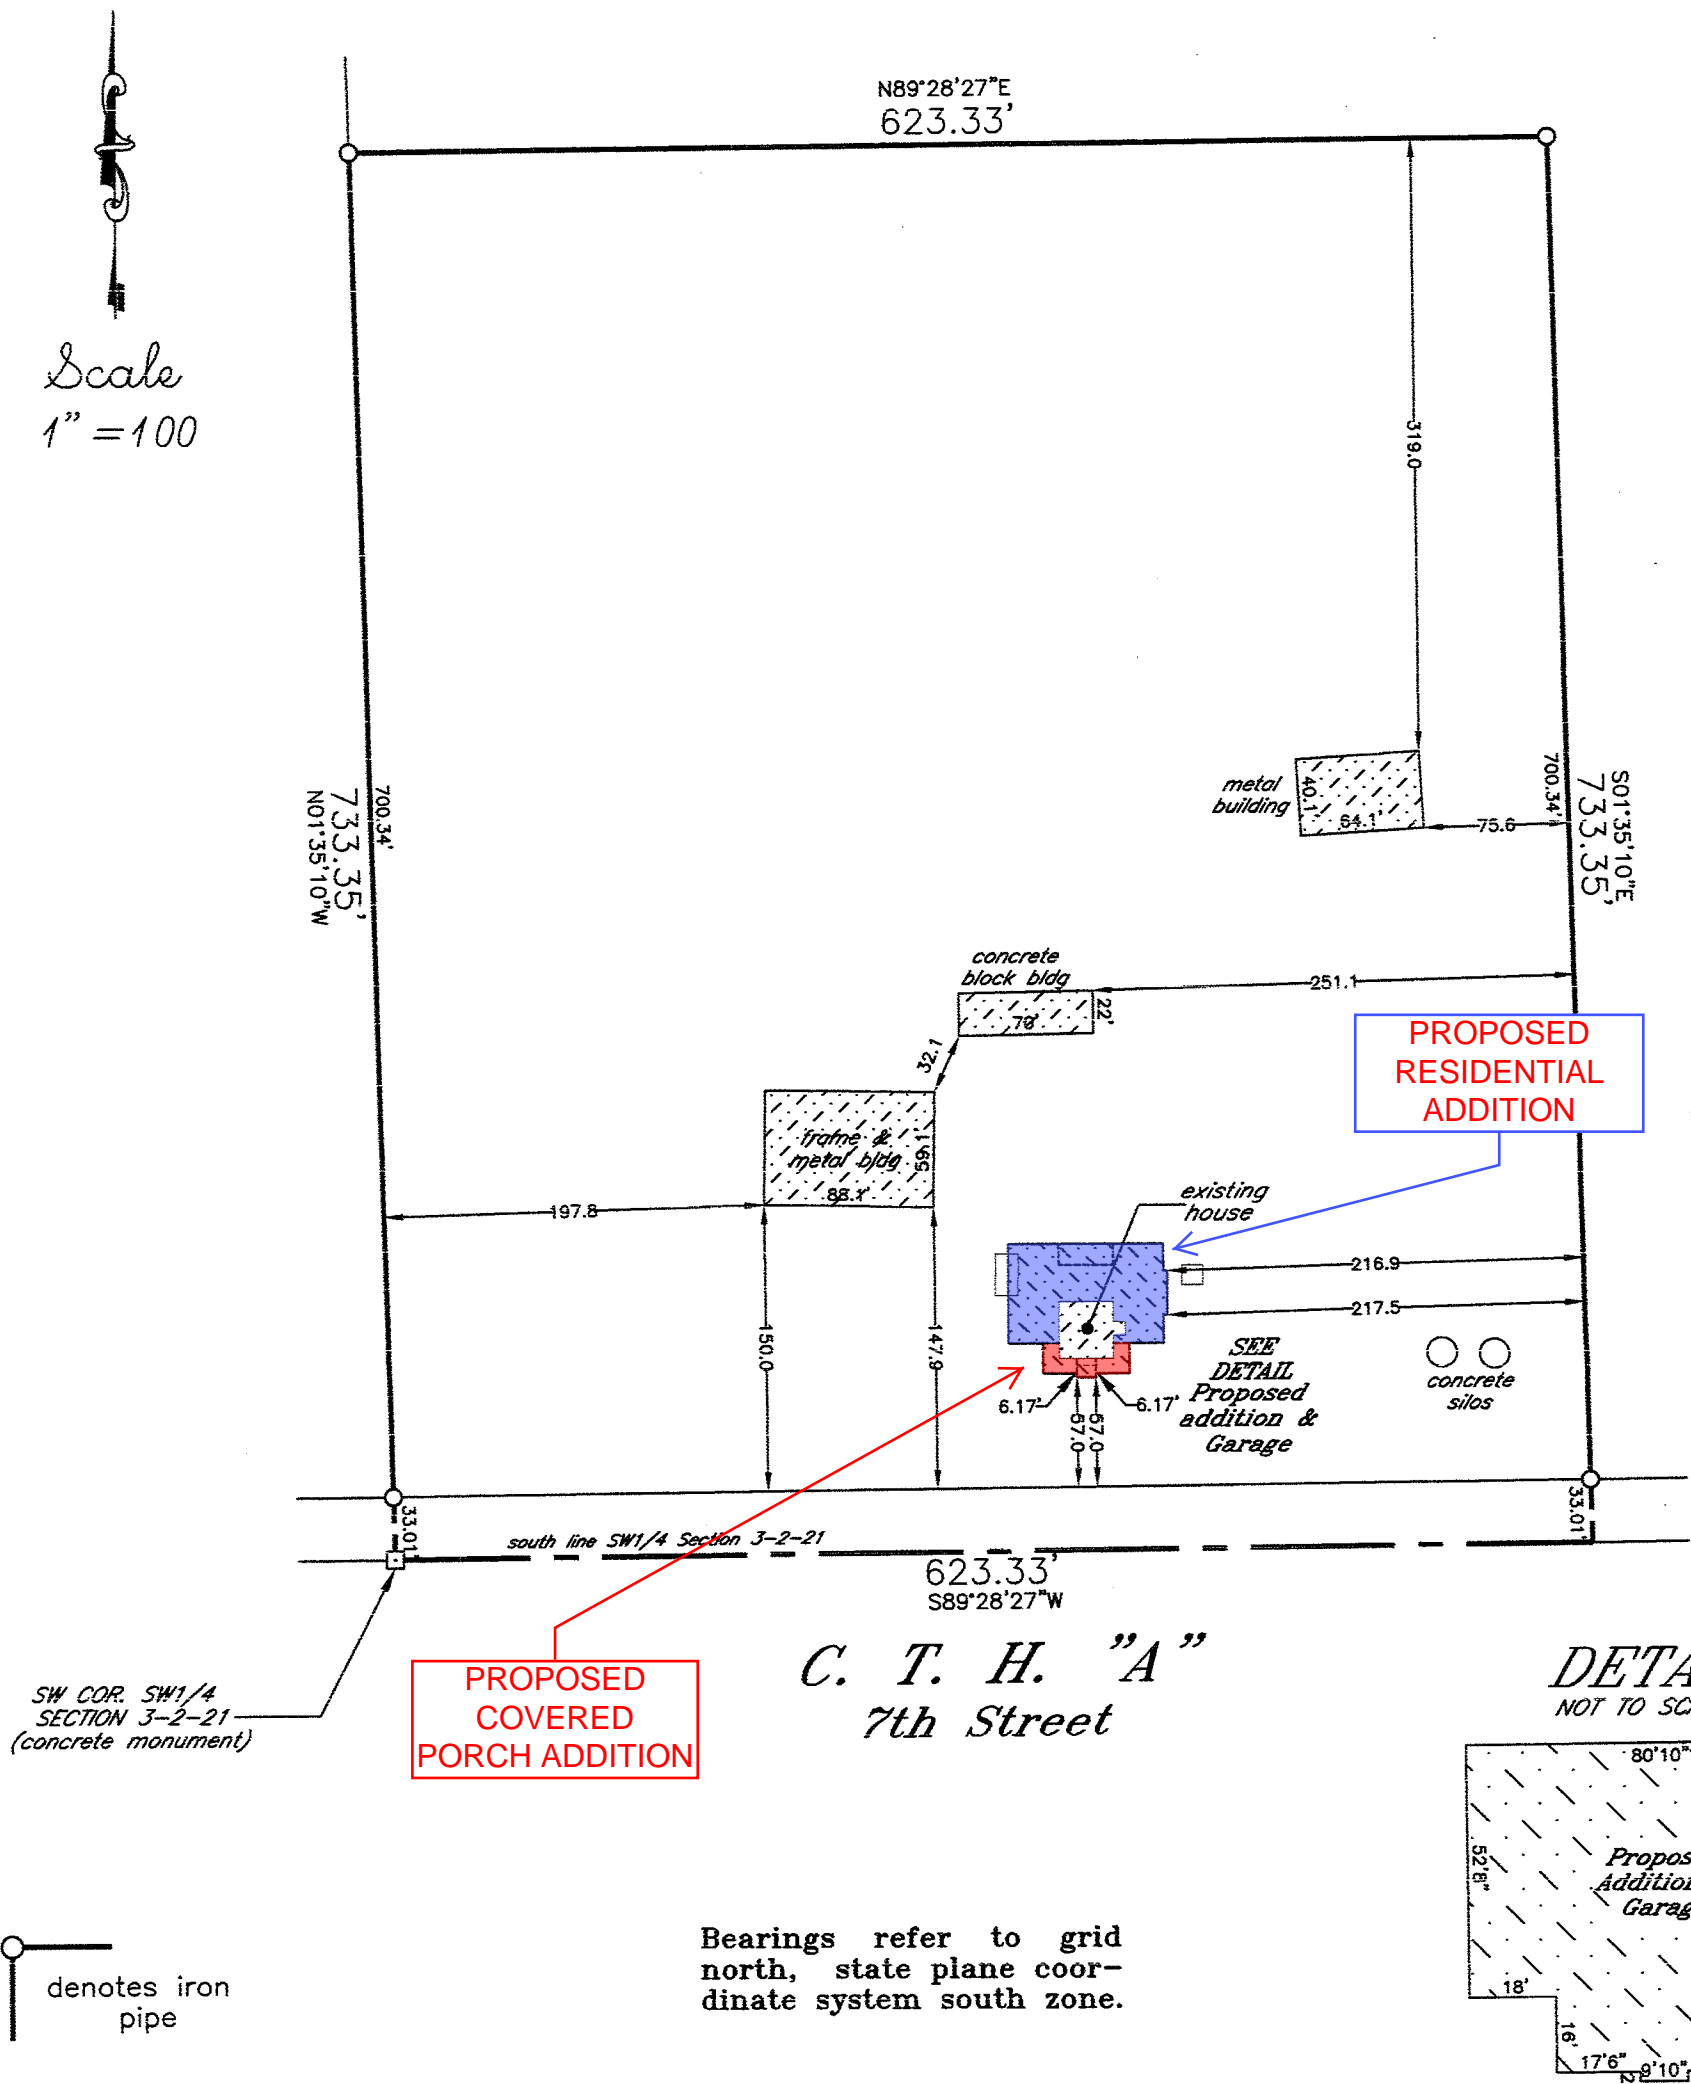 N89°28'27"E
623.33'
Scale
1" =100
319.0
metal
building
40.1'
64.1'
75.6
700.34'
733.35'
S01°35'10"E
700.34'
733.35'
N01°35'10"W
concrete
block bldg
70'
22'
251.1
32.1
PROPOSED
RESIDENTIAL
ADDITION
frame &
metal bldg
59.1'
88.1'
197.8
existing
house
216.9
217.5
150.0
147.9
SEE
DETAIL
Proposed
addition &
Garage
concrete
silos
6.17'
6.17'
67.0
67.0
33.01'
33.01'
south line SW1/4 Section 3-2-21
623.33'
S89°28'27"W
C. T. H. "A"
7th Street
SW COR. SW1/4
SECTION 3-2-21
(concrete monument)
PROPOSED
COVERED
PORCH ADDITION
DETA
NOT TO SC
80'10"
52'8"
Propos
Addition
Garag
18'
16'
17'6"
2
9'10"
denotes iron
pipe
Bearings refer to grid
north, state plane coor-
dinate system south zone.